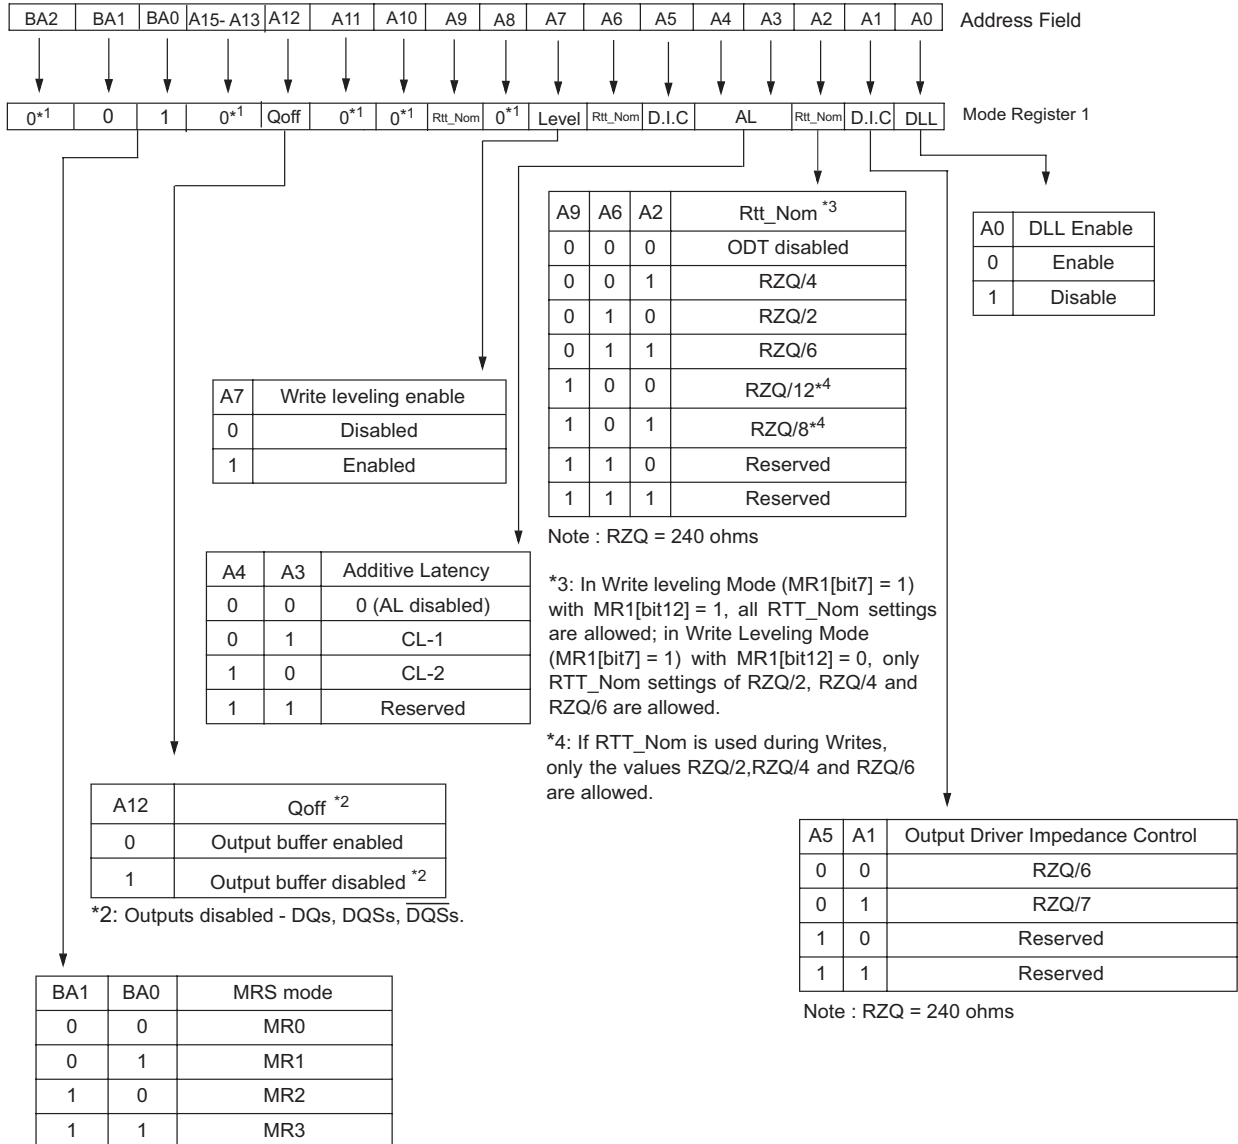 BA2 BA1 BA0 A15- A13 A12 A11 A10 A9 A8 A7 A6 A5 A4 A3 A2 A1 A0 Address Field
0*1 0 1 0*1 Qoff 0*1 0*1 Rtt_Nom 0*1 Level Rtt_Nom D.I.C AL Rtt_Nom D.I.C DLL Mode Register 1
A9 A6 A2 Rtt_Nom *3
0 0 0 ODT disabled
0 0 1 RZQ/4
0 1 0 RZQ/2
0 1 1 RZQ/6
1 0 0 RZQ/12*4
1 0 1 RZQ/8*4
1 1 0 Reserved
1 1 1 Reserved
Note : RZQ = 240 ohms
*3: In Write leveling Mode (MR1[bit7] = 1)
with MR1[bit12] = 1, all RTT_Nom settings
are allowed; in Write Leveling Mode
(MR1[bit7] = 1) with MR1[bit12] = 0, only
RTT_Nom settings of RZQ/2, RZQ/4 and
RZQ/6 are allowed.
*4: If RTT_Nom is used during Writes,
only the values RZQ/2,RZQ/4 and RZQ/6
are allowed.
A0 DLL Enable
0 Enable
1 Disable
A7 Write leveling enable
0 Disabled
1 Enabled
A4 A3 Additive Latency
0 0 0 (AL disabled)
0 1 CL-1
1 0 CL-2
1 1 Reserved
A12 Qoff *2
0 Output buffer enabled
1 Output buffer disabled *2
*2: Outputs disabled - DQs, DQSs, D̅Q̅S̅s.
A5 A1 Output Driver Impedance Control
0 0 RZQ/6
0 1 RZQ/7
1 0 Reserved
1 1 Reserved
Note : RZQ = 240 ohms
BA1 BA0 MRS mode
0 0 MR0
0 1 MR1
1 0 MR2
1 1 MR3